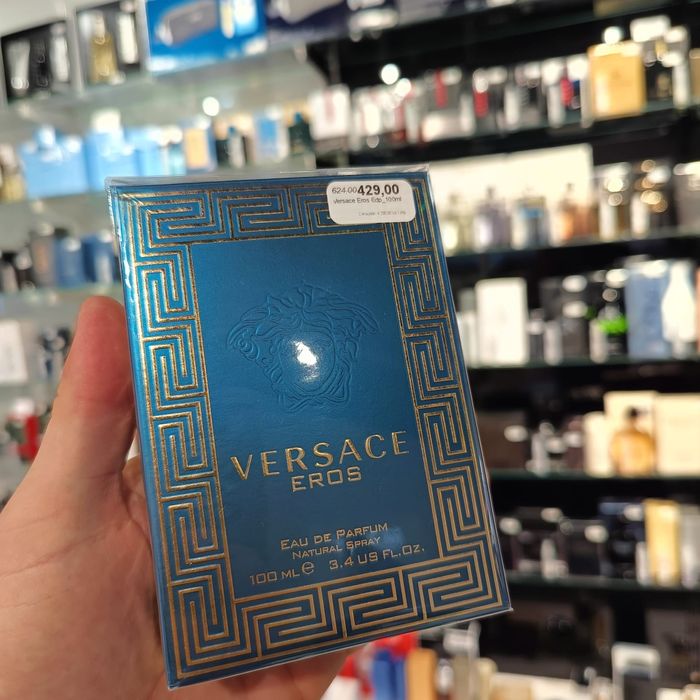 624.00 429,00
Versace Eros Edp_100ml
VERSACE
EROS
EAU DE PARFUM
NATURAL SPRAY
100 ML e 3.4 US FL.OZ.